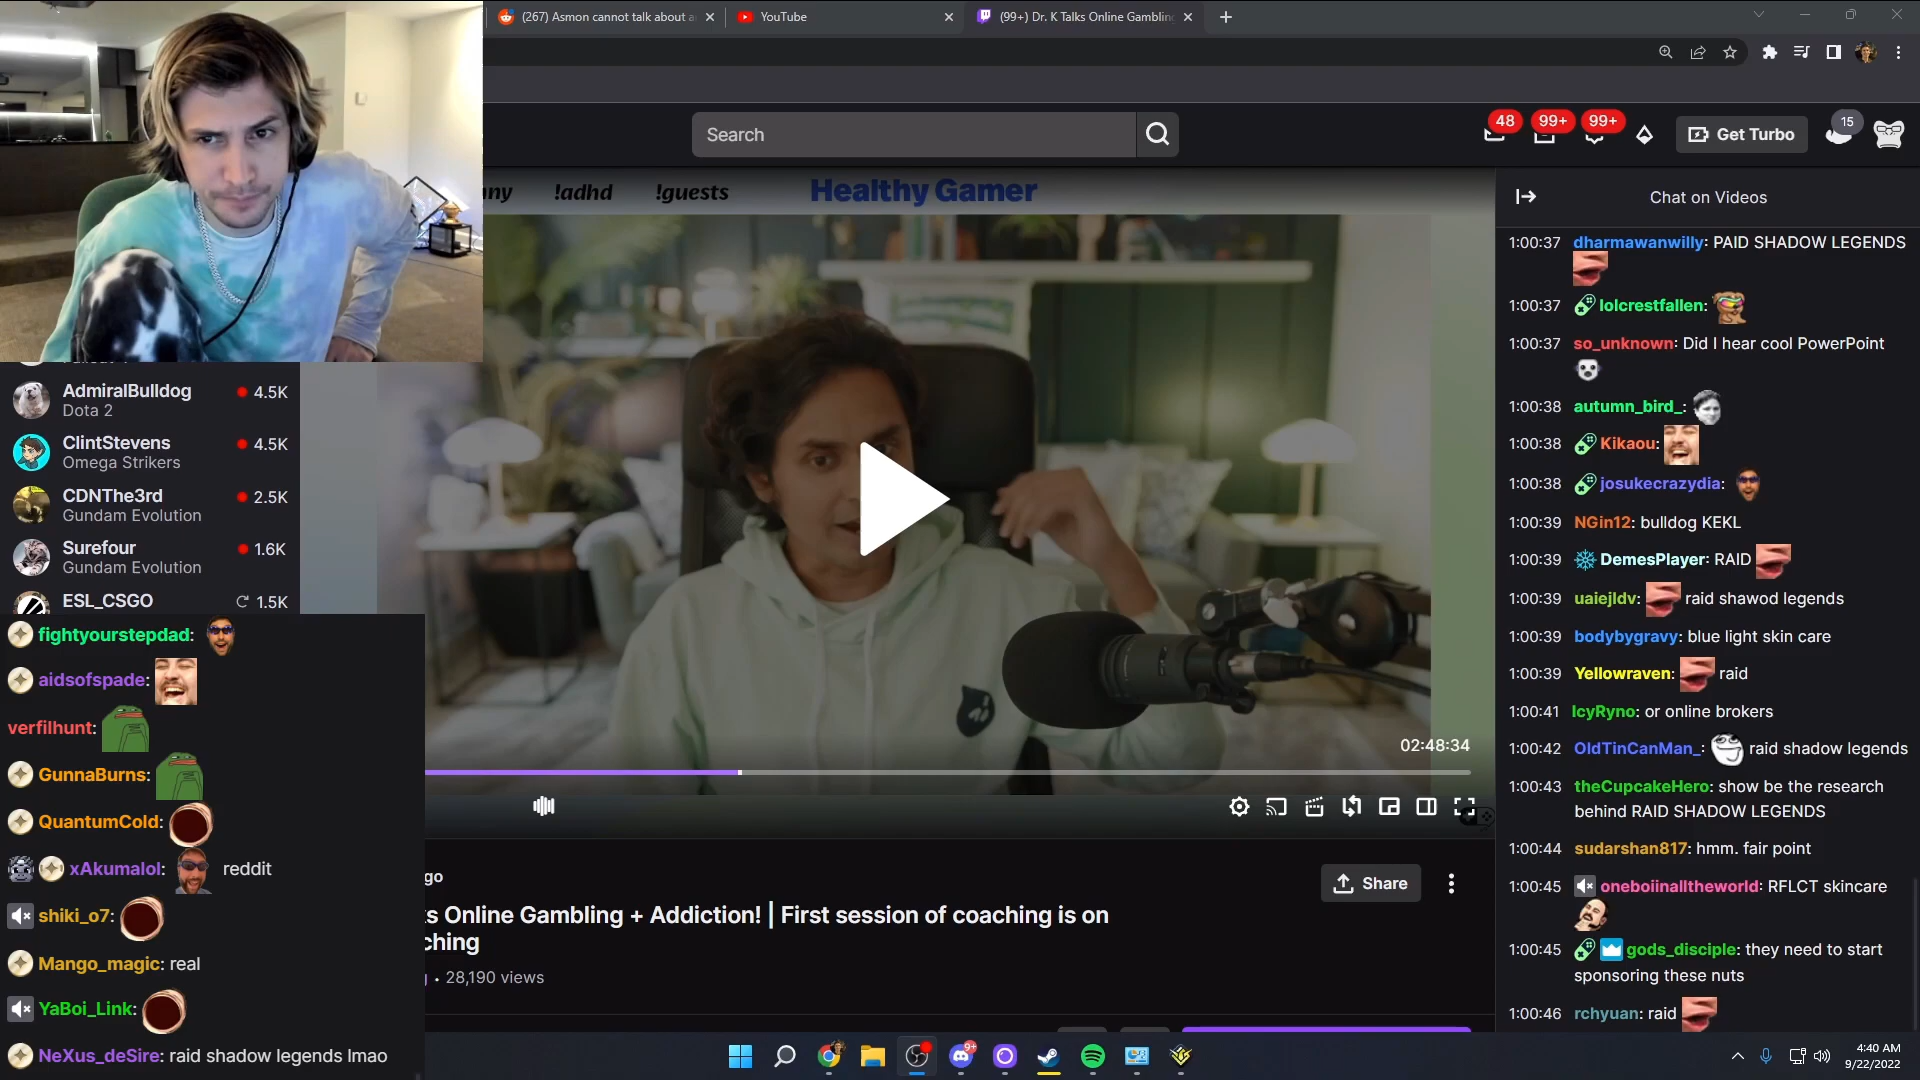 (267) Asmon cannot talk about a
YouTube
(99+) Dr. K Talks Online Gambling
Search
48
99+
99+
Get Turbo
15
!adhd
!guests
Healthy Gamer
Chat on Videos
1:00:37 dharmawanwilly: PAID SHADOW LEGENDS
1:00:37 lolcrestfallen:
1:00:37 so_unknown: Did I hear cool PowerPoint
1:00:38 autumn_bird_:
1:00:38 Kikaou:
1:00:38 josukecrazydia:
1:00:39 NGin12: bulldog KEKL
1:00:39 DemesPlayer: RAID
1:00:39 uaiejldv: raid shawod legends
1:00:39 bodybygravy: blue light skin care
1:00:39 Yellowraven: raid
1:00:41 IcyRyno: or online brokers
1:00:42 OldTinCanMan_: raid shadow legends
1:00:43 theCupcakeHero: show be the research
behind RAID SHADOW LEGENDS
1:00:44 sudarshan817: hmm. fair point
1:00:45 oneboiinalltheworld: RFLCT skincare
1:00:45 gods_disciple: they need to start
sponsoring these nuts
1:00:46 rchyuan: raid
AdmiralBulldog 4.5K
Dota 2
ClintStevens 4.5K
Omega Strikers
CDNThe3rd 2.5K
Gundam Evolution
Surefour 1.6K
Gundam Evolution
ESL_CSGO 1.5K
fightyourstepdad:
aidsofspade:
verfilhunt:
GunnaBurns:
QuantumCold:
xAkumalol: reddit
shiki_o7:
Mango_magic: real
YaBoi_Link:
NeXus_deSire: raid shadow legends lmao
02:48:34
go
Share
ks Online Gambling + Addiction! | First session of coaching is on
ching
• 28,190 views
9+
4:40 AM
9/22/2022